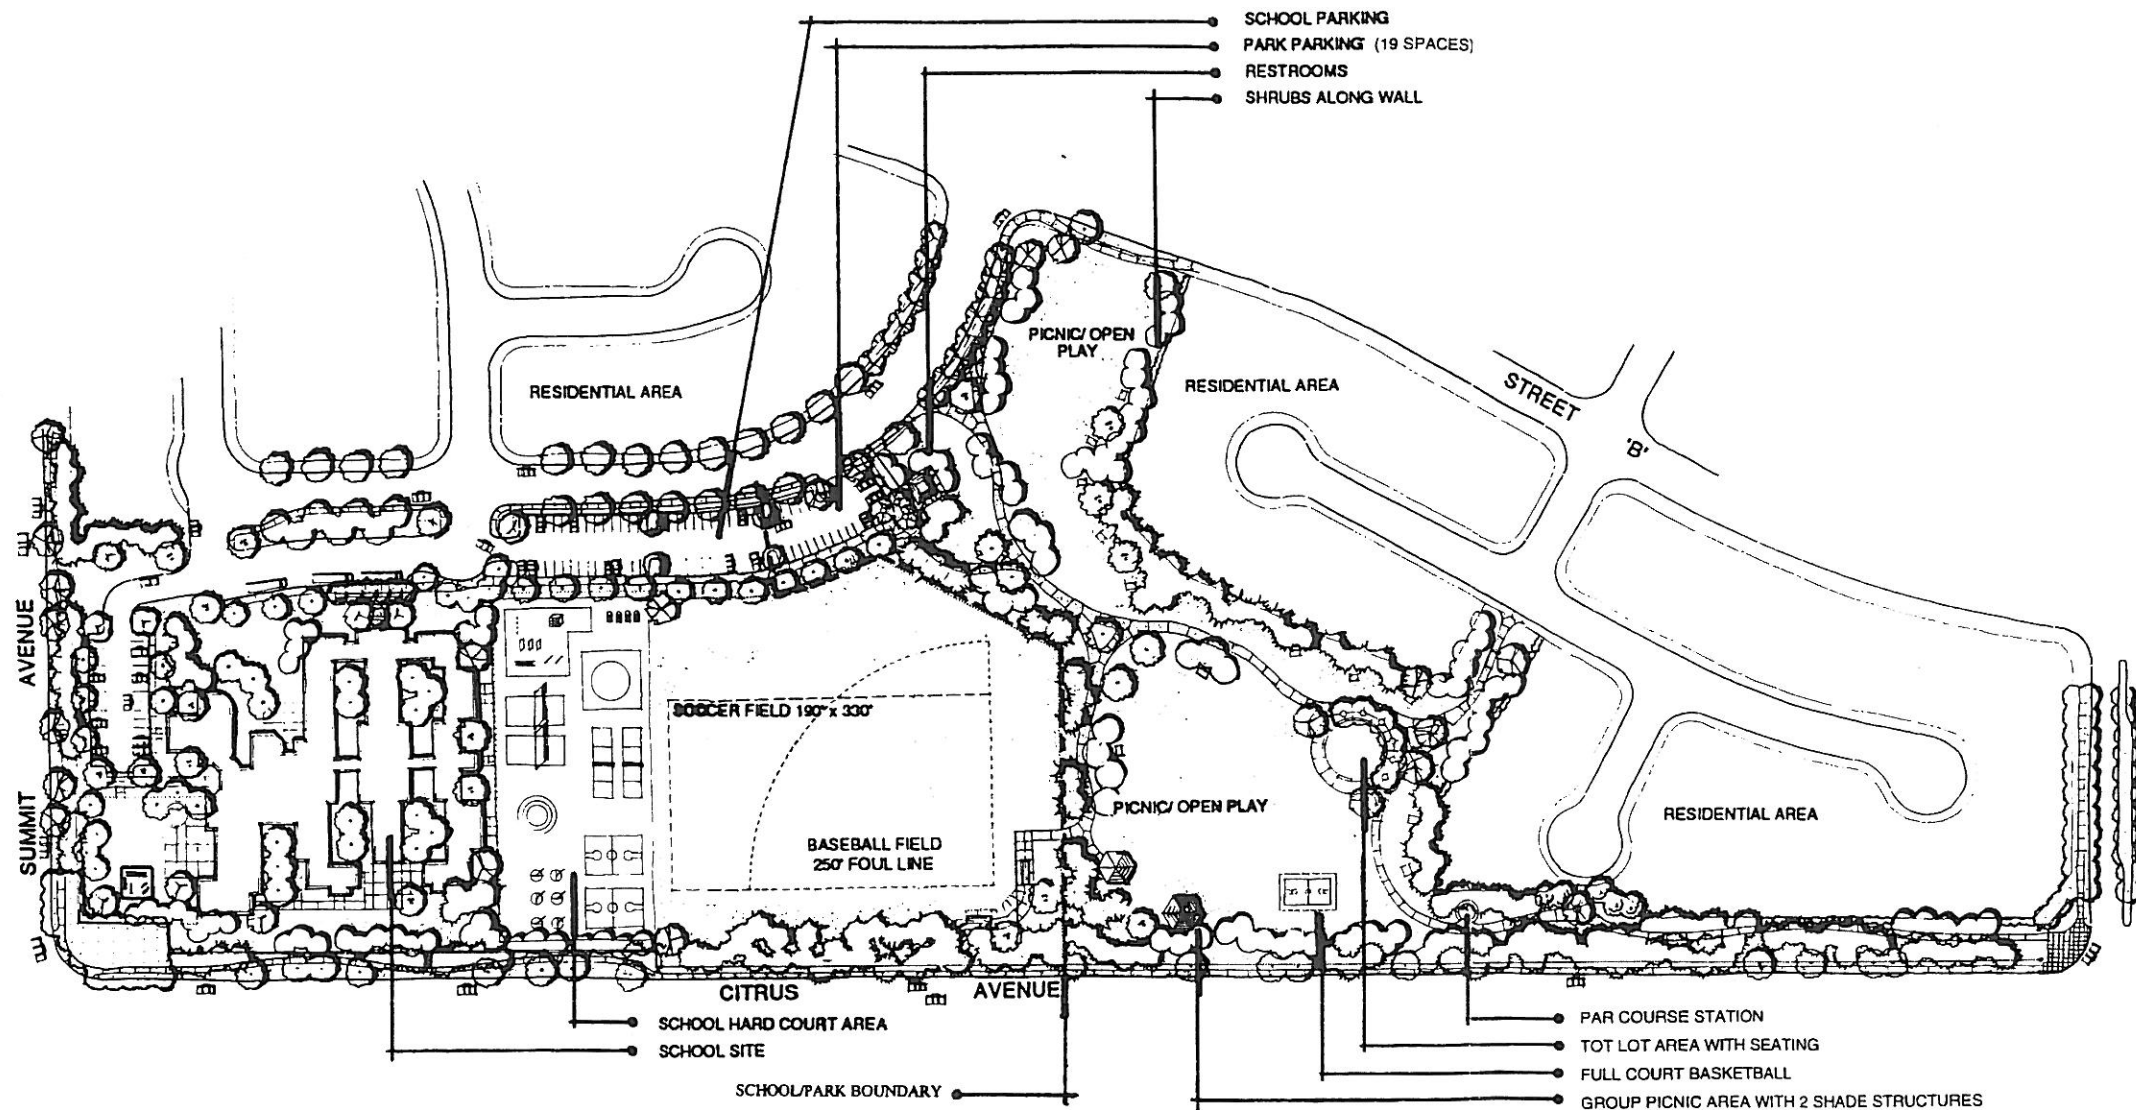 SCHOOL PARKING
PARK PARKING (19 SPACES)
RESTROOMS
SHRUBS ALONG WALL
PICNIC/ OPEN
PLAY
RESIDENTIAL AREA
RESIDENTIAL AREA
STREET
'B'
AVENUE
SUMMIT
SOCCER FIELD 190' x 330'
PICNIC/ OPEN PLAY
RESIDENTIAL AREA
BASEBALL FIELD
250' FOUL LINE
CITRUS AVENUE
SCHOOL HARD COURT AREA
SCHOOL SITE
SCHOOL/PARK BOUNDARY
PAR COURSE STATION
TOT LOT AREA WITH SEATING
FULL COURT BASKETBALL
GROUP PICNIC AREA WITH 2 SHADE STRUCTURES